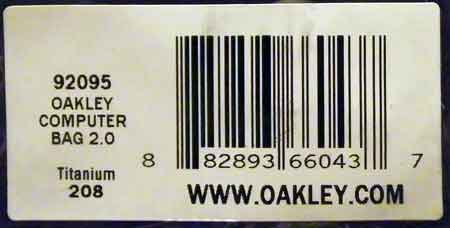 92095
OAKLEY
COMPUTER
BAG 2.0
Titanium
208
8 82893 66043 7
WWW.OAKLEY.COM